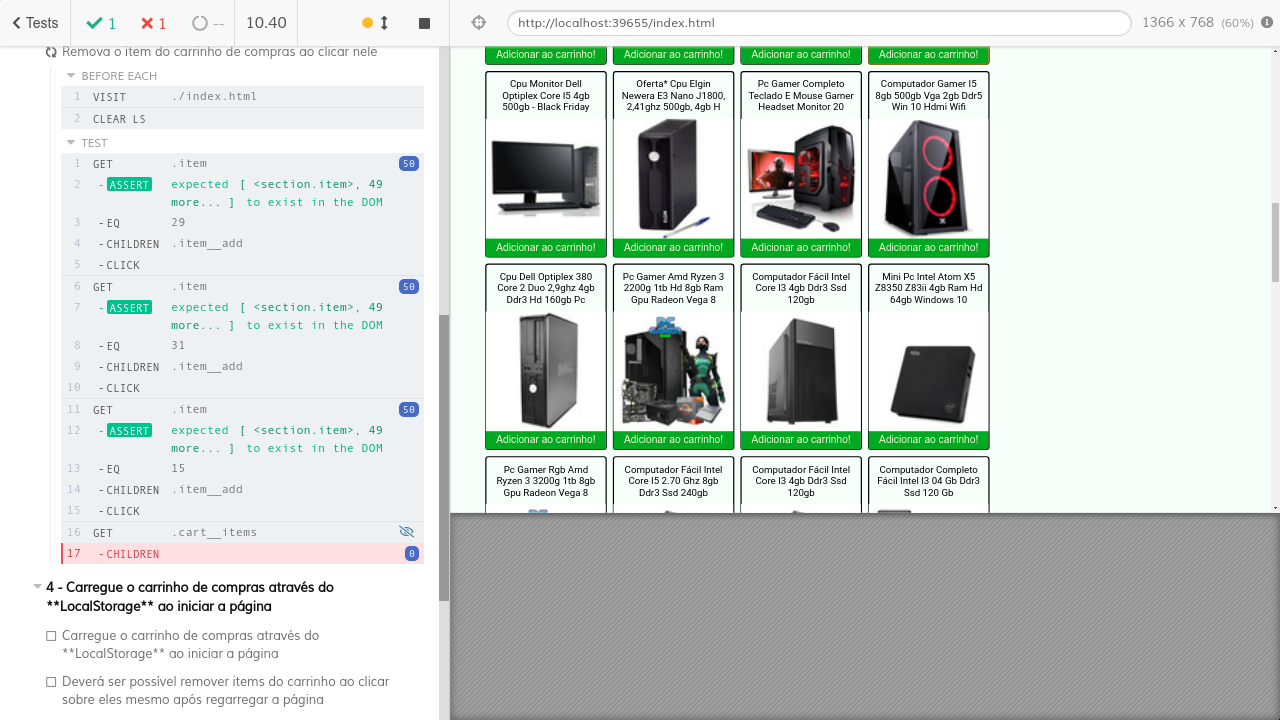 Tests
1
1
--
10.40
http://localhost:39655/index.html
1366 x 768 (60%)
Remova o item do carrinho de compras ao clicar nele
BEFORE EACH
1 VISIT ./index.html
2 CLEAR LS
TEST
1 GET .item 50
2 -ASSERT expected [ <section.item>, 49
more... ] to exist in the DOM
3 -EQ 29
4 -CHILDREN .item__add
5 -CLICK
6 GET .item 50
7 -ASSERT expected [ <section.item>, 49
more... ] to exist in the DOM
8 -EQ 31
9 -CHILDREN .item__add
10 -CLICK
11 GET .item 50
12 -ASSERT expected [ <section.item>, 49
more... ] to exist in the DOM
13 -EQ 15
14 -CHILDREN .item__add
15 -CLICK
16 GET .cart__items
17 -CHILDREN 0
4 - Carregue o carrinho de compras através do
**LocalStorage** ao iniciar a página
Carregue o carrinho de compras através do
**LocalStorage** ao iniciar a página
Deverá ser possível remover items do carrinho ao clicar
sobre eles mesmo após regarregar a página
Adicionar ao carrinho! Adicionar ao carrinho! Adicionar ao carrinho! Adicionar ao carrinho!
Cpu Monitor Dell
Optiplex Core I5 4gb
500gb - Black Friday
Adicionar ao carrinho!
Oferta* Cpu Elgin
Newera E3 Nano J1800,
2,41ghz 500gb, 4gb H
Adicionar ao carrinho!
Pc Gamer Completo
Teclado E Mouse Gamer
Headset Monitor 20
Adicionar ao carrinho!
Computador Gamer I5
8gb 500gb Vga 2gb Ddr5
Win 10 Hdmi Wifi
Adicionar ao carrinho!
Cpu Dell Optiplex 380
Core 2 Duo 2,9ghz 4gb
Ddr3 Hd 160gb Pc
Adicionar ao carrinho!
Pc Gamer Amd Ryzen 3
2200g 1tb Hd 8gb Ram
Gpu Radeon Vega 8
Adicionar ao carrinho!
Computador Fácil Intel
Core I3 4gb Ddr3 Ssd
120gb
Adicionar ao carrinho!
Mini Pc Intel Atom X5
Z8350 Z83ii 4gb Ram Hd
64gb Windows 10
Adicionar ao carrinho!
Pc Gamer Rgb Amd
Ryzen 3 3200g 1tb 8gb
Gpu Radeon Vega 8
Computador Fácil Intel
Core I5 2.70 Ghz 8gb
Ddr3 Ssd 240gb
Computador Fácil Intel
Core I3 4gb Ddr3 Ssd
120gb
Computador Completo
Fácil Intel I3 04 Gb Ddr3
Ssd 120 Gb